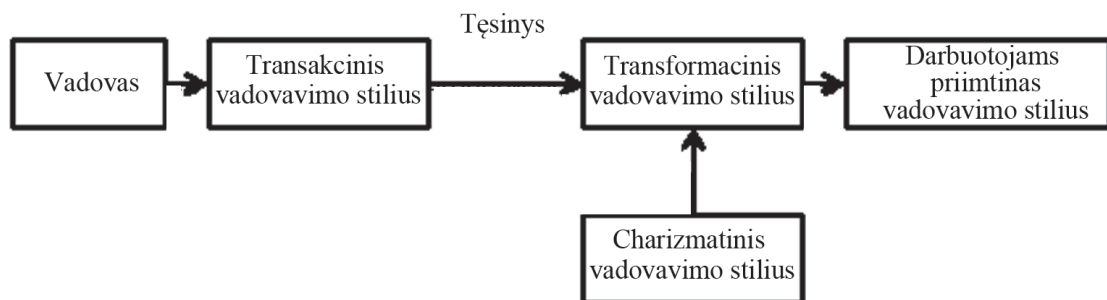 Tęsinys
Vadovas
Transakcinis
vadovavimo stilius
Transformacinis
vadovavimo stilius
Darbuotojams
priimtinas
vadovavimo stilius
Charizmatinis
vadovavimo stilius